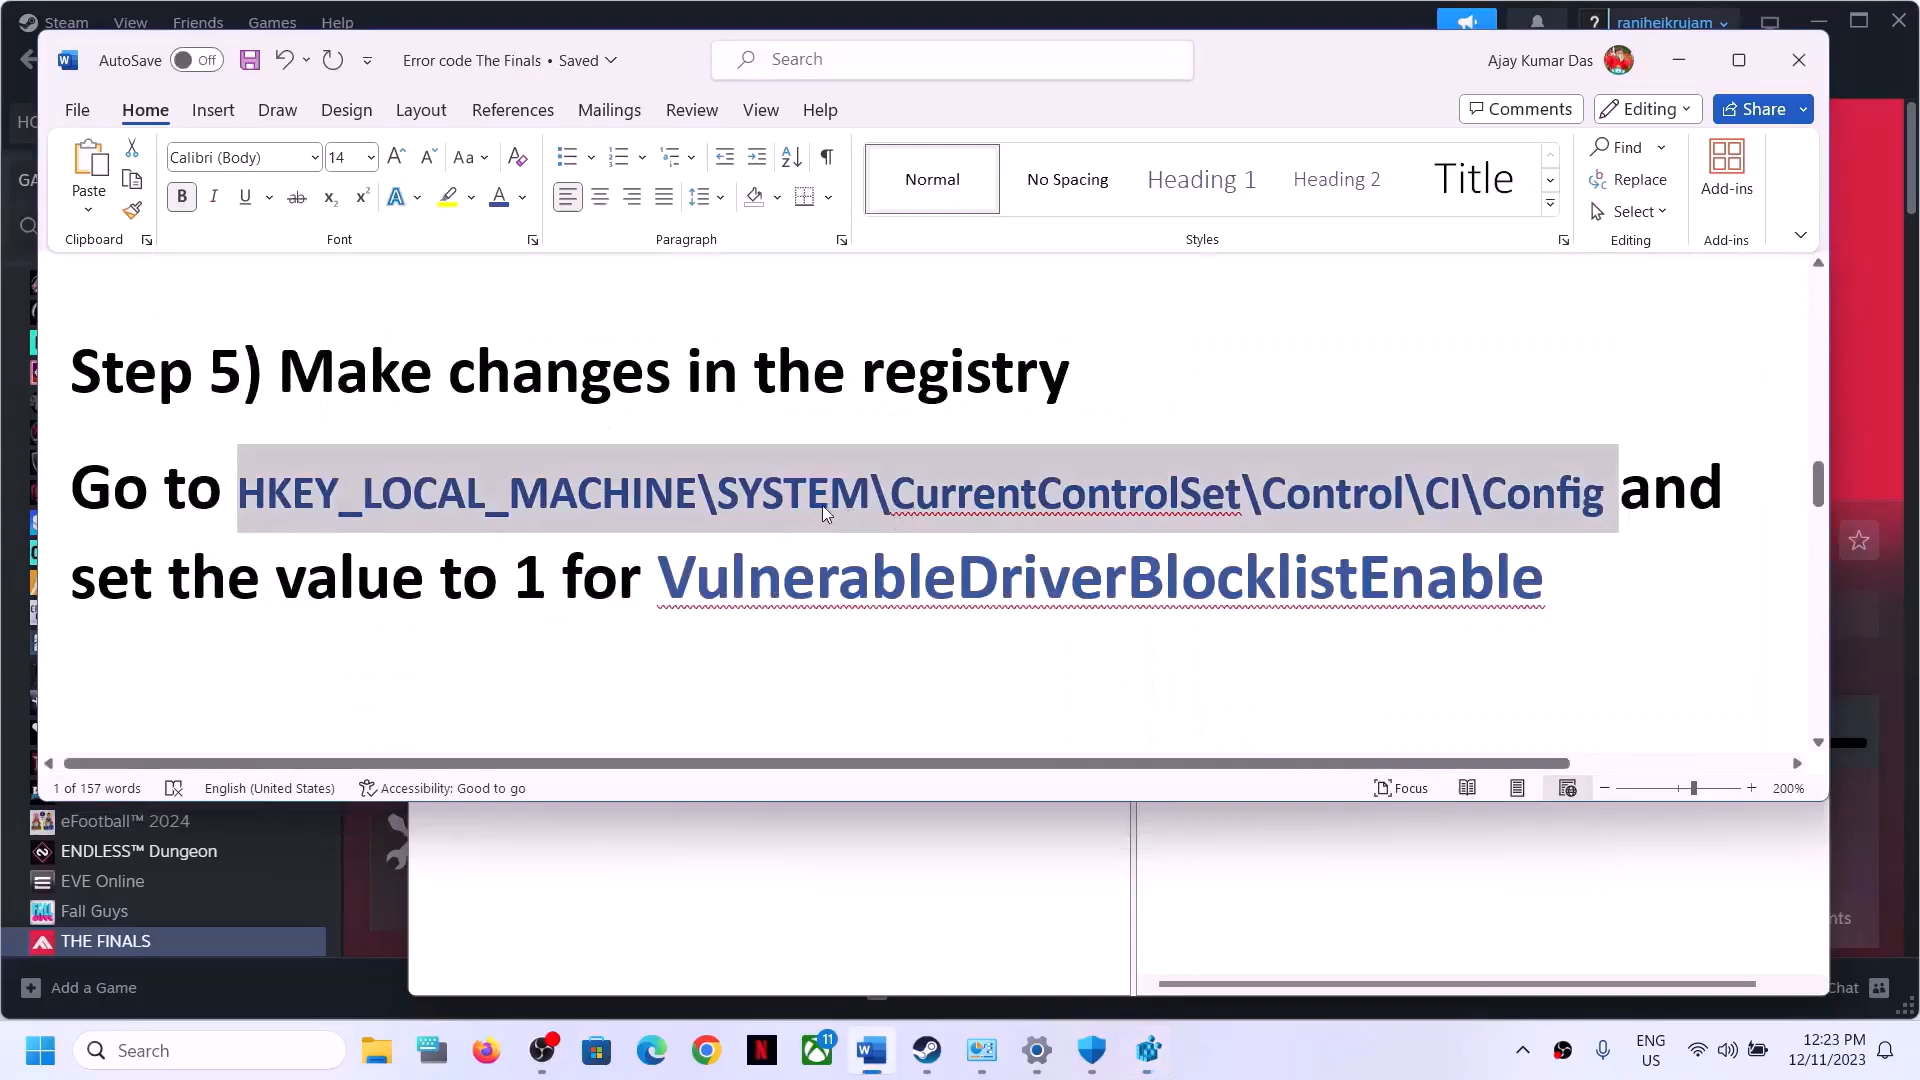 Steam View Friends Games Help raniheikrujam
AutoSave Off Error code The Finals • Saved Search Ajay Kumar Das
File Home Insert Draw Design Layout References Mailings Review View Help Comments Editing Share
Paste Calibri (Body) 14 Aa Normal No Spacing Heading 1 Heading 2 Title Find Replace Select Add-ins
Clipboard Font Paragraph Styles Editing Add-ins
Step 5) Make changes in the registry
Go to HKEY_LOCAL_MACHINE\SYSTEM\CurrentControlSet\Control\CI\Config and
set the value to 1 for VulnerableDriverBlocklistEnable
1 of 157 words English (United States) Accessibility: Good to go Focus 200%
eFootball™ 2024
ENDLESS™ Dungeon
EVE Online
Fall Guys
THE FINALS
Add a Game Chat
Search 11 ENG US 12:23 PM
12/11/2023